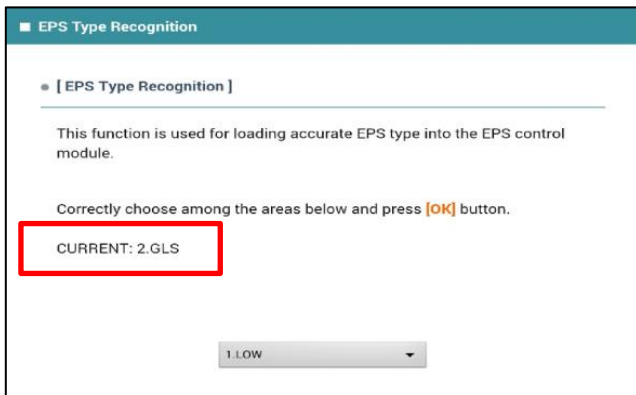 EPS Type Recognition
[ EPS Type Recognition ]
This function is used for loading accurate EPS type into the EPS control
module.
Correctly choose among the areas below and press [OK] button.
CURRENT: 2.GLS
1.LOW